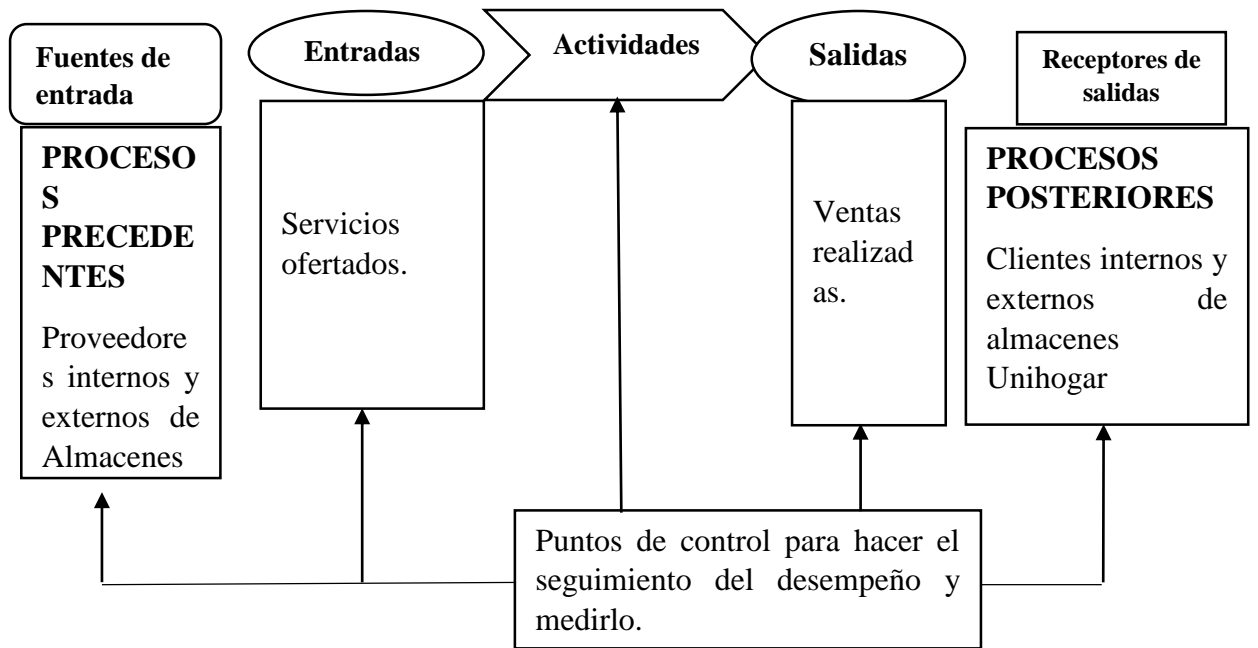 Fuentes de
entrada
Entradas
Actividades
Salidas
Receptores de
salidas
PROCESO
S
PRECEDE
NTES
Proveedore
s internos y
externos de
Almacenes
Servicios
ofertados.
Ventas
realizad
as.
PROCESOS
POSTERIORES
Clientes internos y
externos de
almacenes
Unihogar
Puntos de control para hacer el
seguimiento del desempeño y
medirlo.